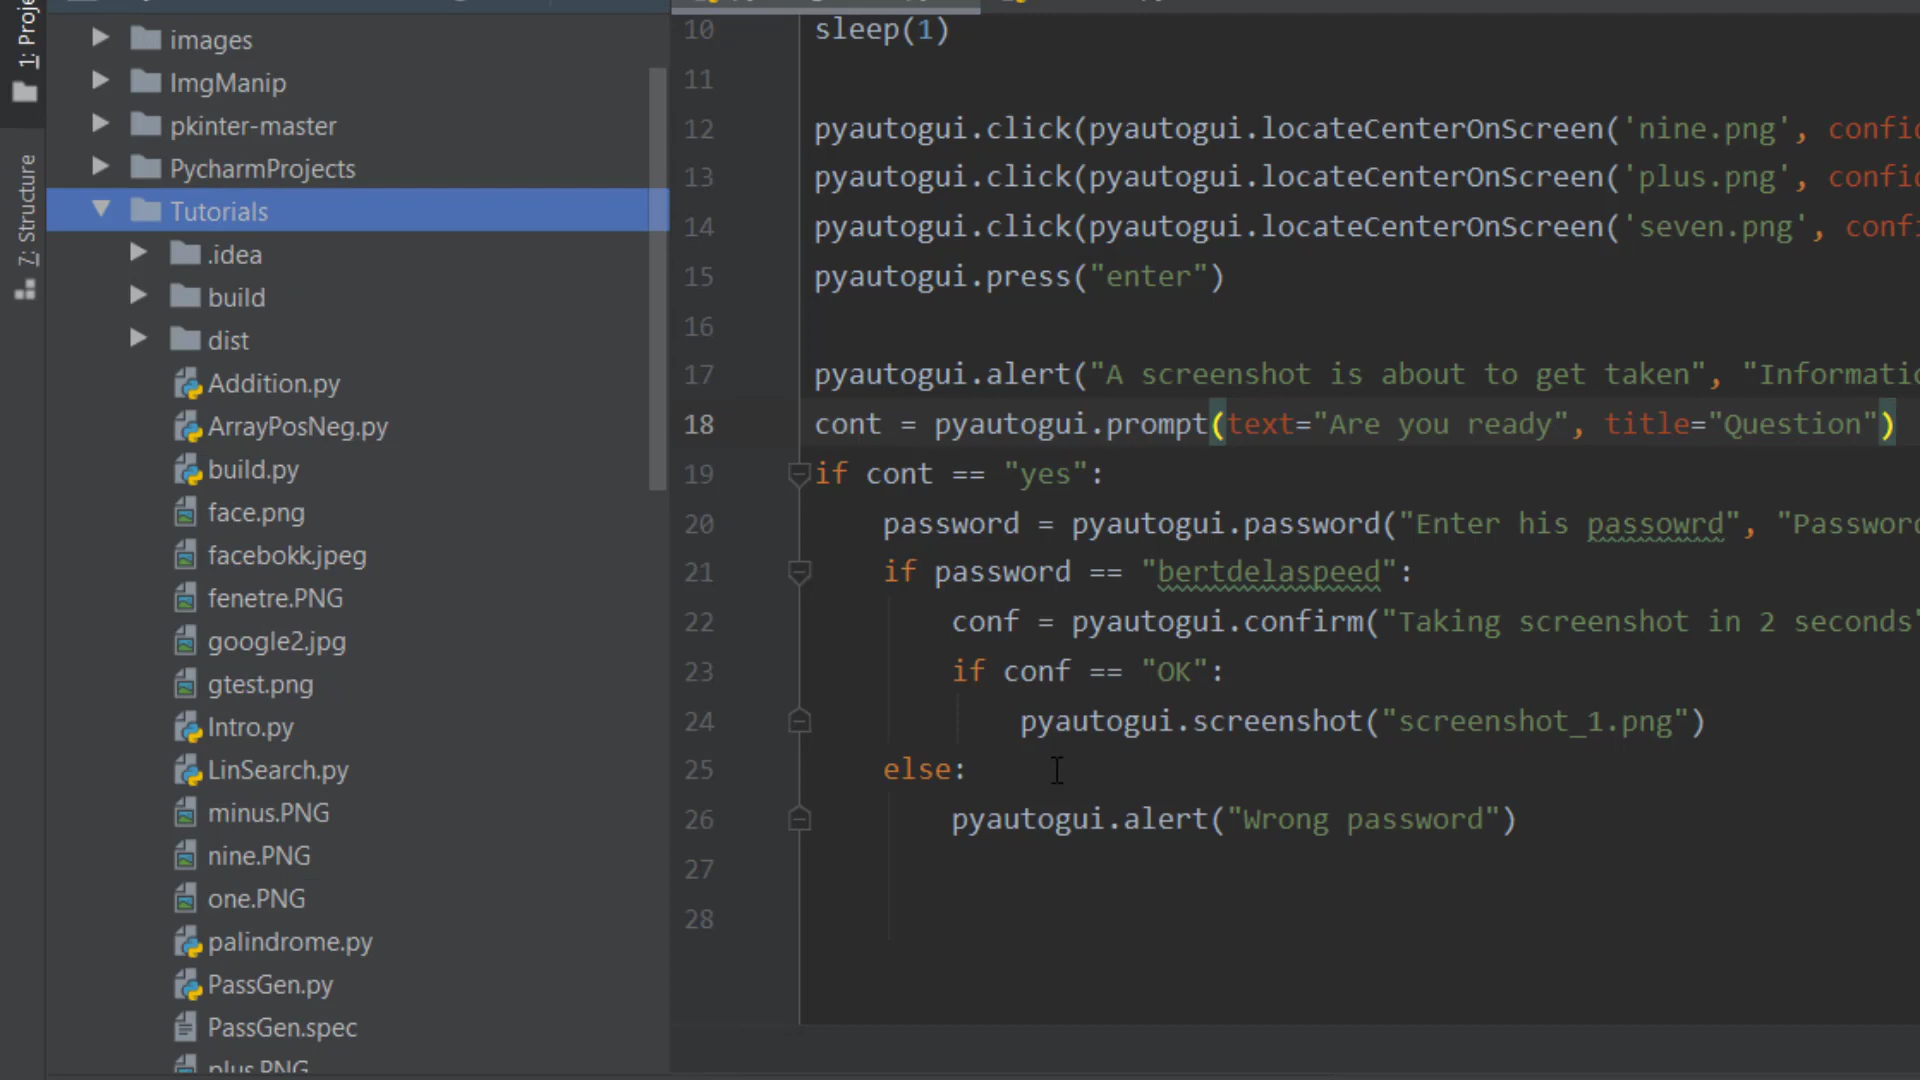 1: Proje
7: Structure
images
ImgManip
pkinter-master
PycharmProjects
Tutorials
.idea
build
dist
Addition.py
ArrayPosNeg.py
build.py
face.png
facebokk.jpeg
fenetre.PNG
google2.jpg
gtest.png
Intro.py
LinSearch.py
minus.PNG
nine.PNG
one.PNG
palindrome.py
PassGen.py
PassGen.spec
plus.PNG
10 sleep(1)
11
12 pyautogui.click(pyautogui.locateCenterOnScreen('nine.png', confid
13 pyautogui.click(pyautogui.locateCenterOnScreen('plus.png', confid
14 pyautogui.click(pyautogui.locateCenterOnScreen('seven.png', confi
15 pyautogui.press("enter")
16
17 pyautogui.alert("A screenshot is about to get taken", "Informatio
18 cont = pyautogui.prompt(text="Are you ready", title="Question")
19 if cont == "yes":
20 password = pyautogui.password("Enter his passowrd", "Password
21 if password == "bertdelaspeed":
22 conf = pyautogui.confirm("Taking screenshot in 2 seconds"
23 if conf == "OK":
24 pyautogui.screenshot("screenshot_1.png")
25 else:
26 pyautogui.alert("Wrong password")
27
28